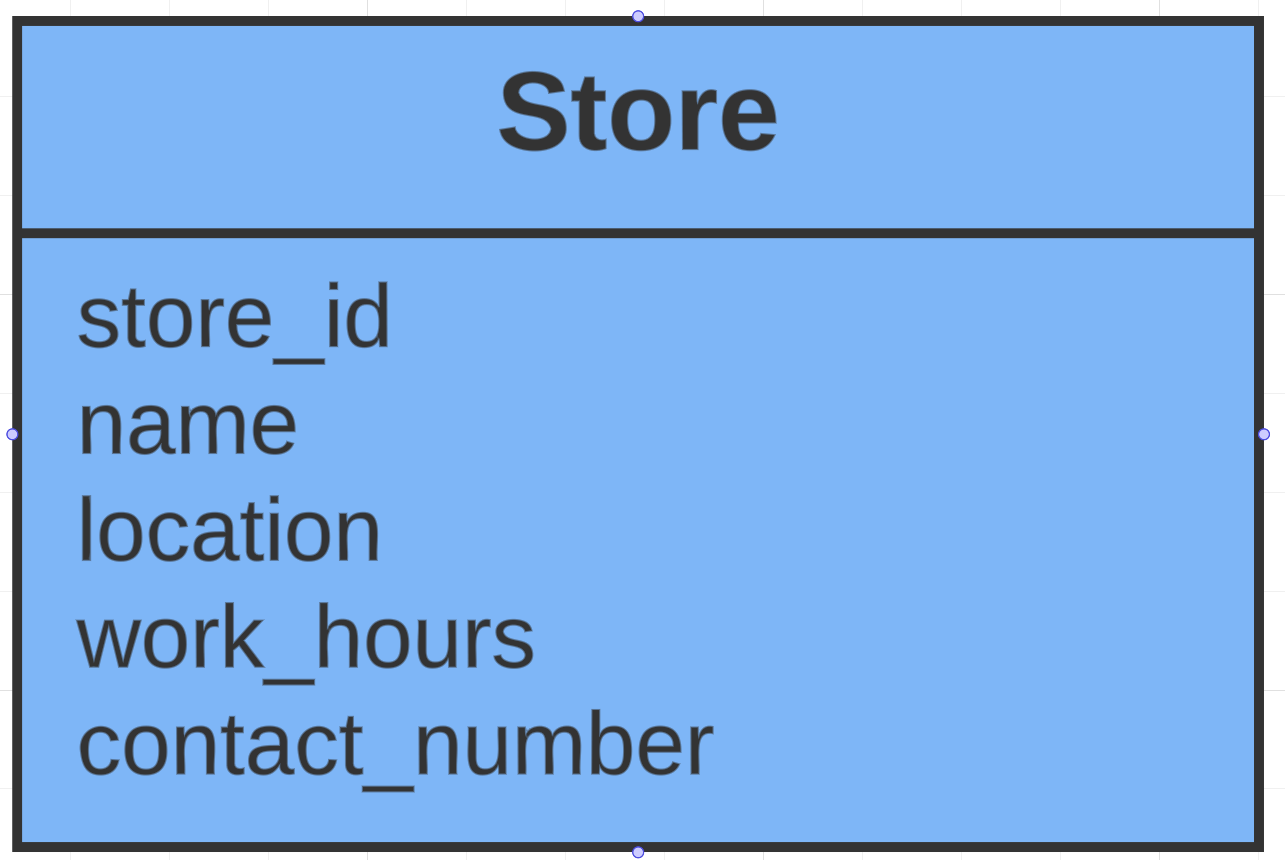 Store
store_id
name
location
work_hours
contact_number